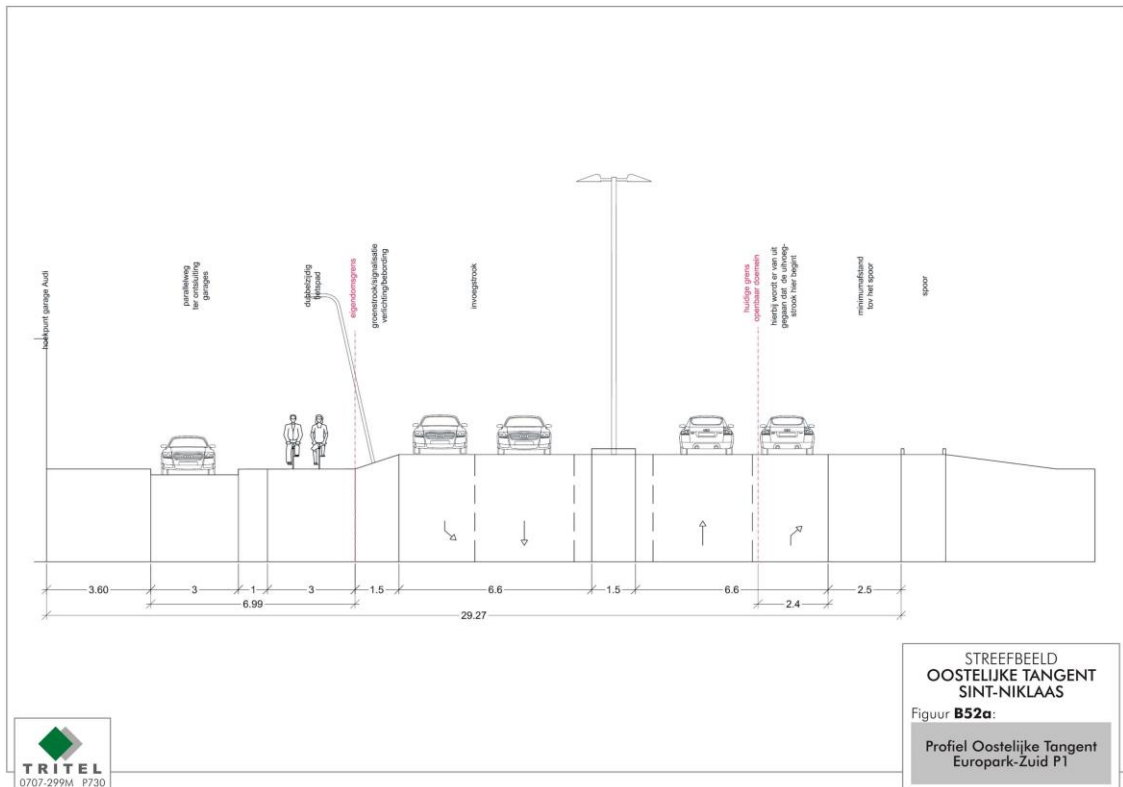 hoekpunt garage Audi
parallelweg
ter ontsluiting
garages
dubbelzijdig
fietspad
eigendomsgrens
groenstrook/signalisatie
verlichting/bebording
invoegstrook
huidige grens
openbaar doemein
hierbij wordt er van uit
gegaan dat de uitvoeg-
strook hier begint
minimumafstand
tov het spoor
spoor
3.60
3
1
3
1.5
6.6
1.5
6.6
2.5
6.99
2.4
29.27
STREEFBEELD
OOSTELIJKE TANGENT
SINT-NIKLAAS
Figuur B52a:
Profiel Oostelijke Tangent
Europark-Zuid P1
TRITEL
0707-299M P730